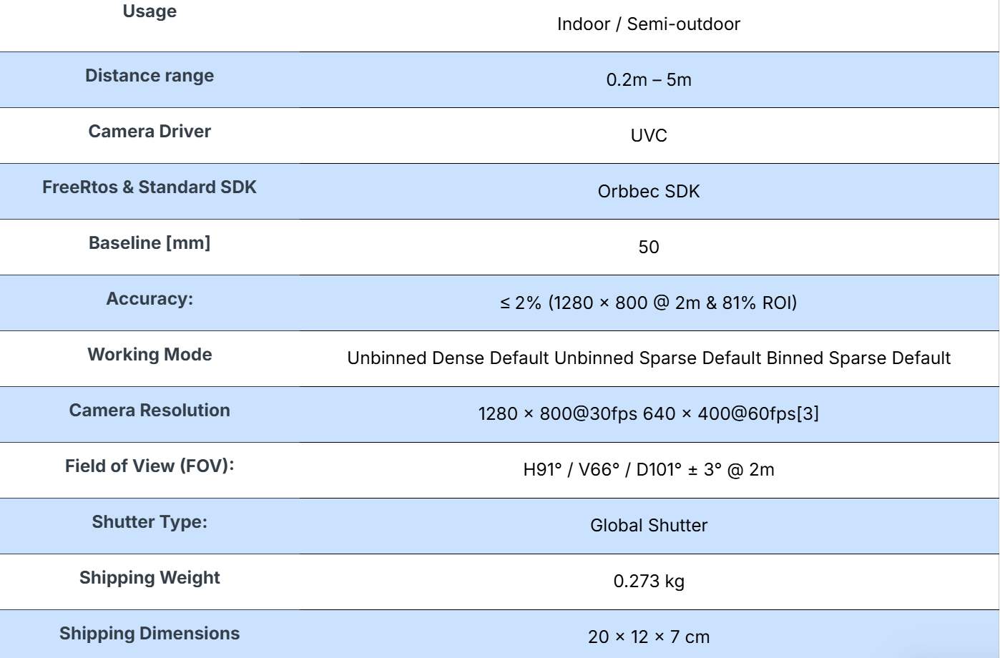 Usage
Indoor / Semi-outdoor
Distance range
0.2m – 5m
Camera Driver
UVC
FreeRtos & Standard SDK
Orbbec SDK
Baseline [mm]
50
Accuracy:
≤ 2% (1280 × 800 @ 2m & 81% ROI)
Working Mode
Unbinned Dense Default Unbinned Sparse Default Binned Sparse Default
Camera Resolution
1280 × 800@30fps 640 × 400@60fps[3]
Field of View (FOV):
H91° / V66° / D101° ± 3° @ 2m
Shutter Type:
Global Shutter
Shipping Weight
0.273 kg
Shipping Dimensions
20 × 12 × 7 cm